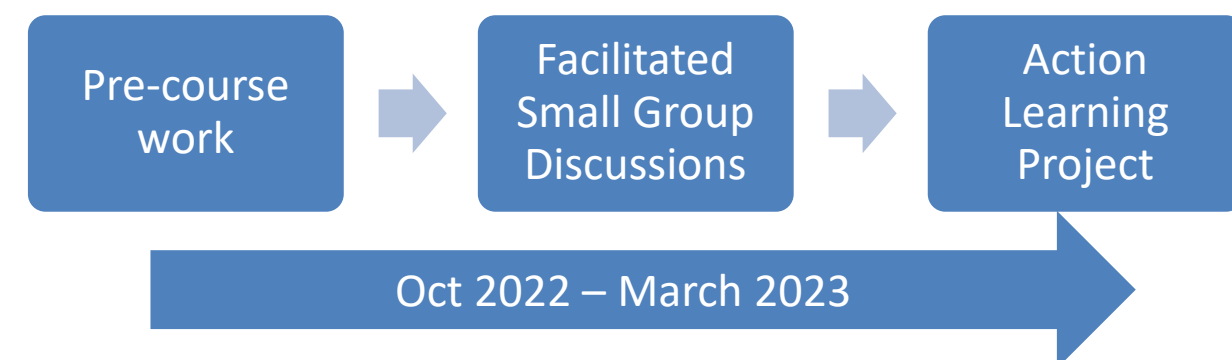 Pre-course
work
Facilitated
Small Group
Discussions
Action
Learning
Project
Oct 2022 – March 2023